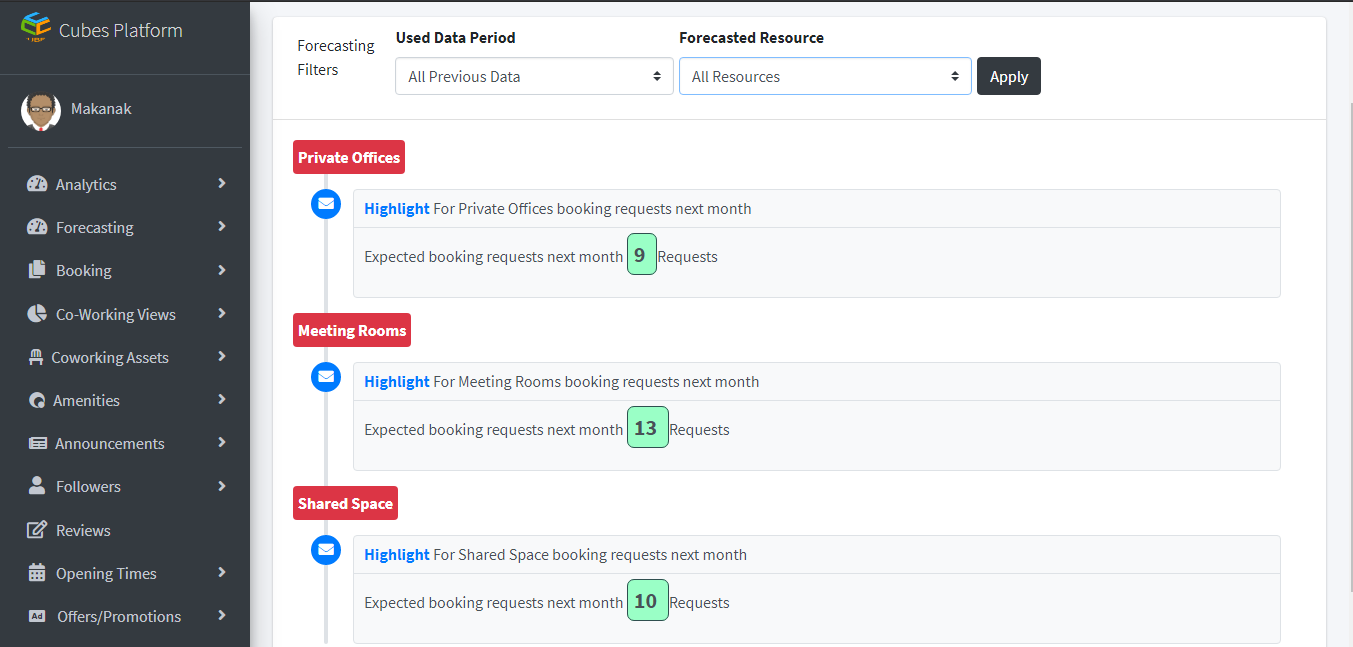 Cubes Platform
Makanak
Analytics
Forecasting
Booking
Co-Working Views
Coworking Assets
Amenities
Announcements
Followers
Reviews
Opening Times
Ad Offers/Promotions
Forecasting
Filters
Used Data Period
All Previous Data
Forecasted Resource
All Resources
Apply
Private Offices
Highlight For Private Offices booking requests next month
Expected booking requests next month 9 Requests
Meeting Rooms
Highlight For Meeting Rooms booking requests next month
Expected booking requests next month 13 Requests
Shared Space
Highlight For Shared Space booking requests next month
Expected booking requests next month 10 Requests